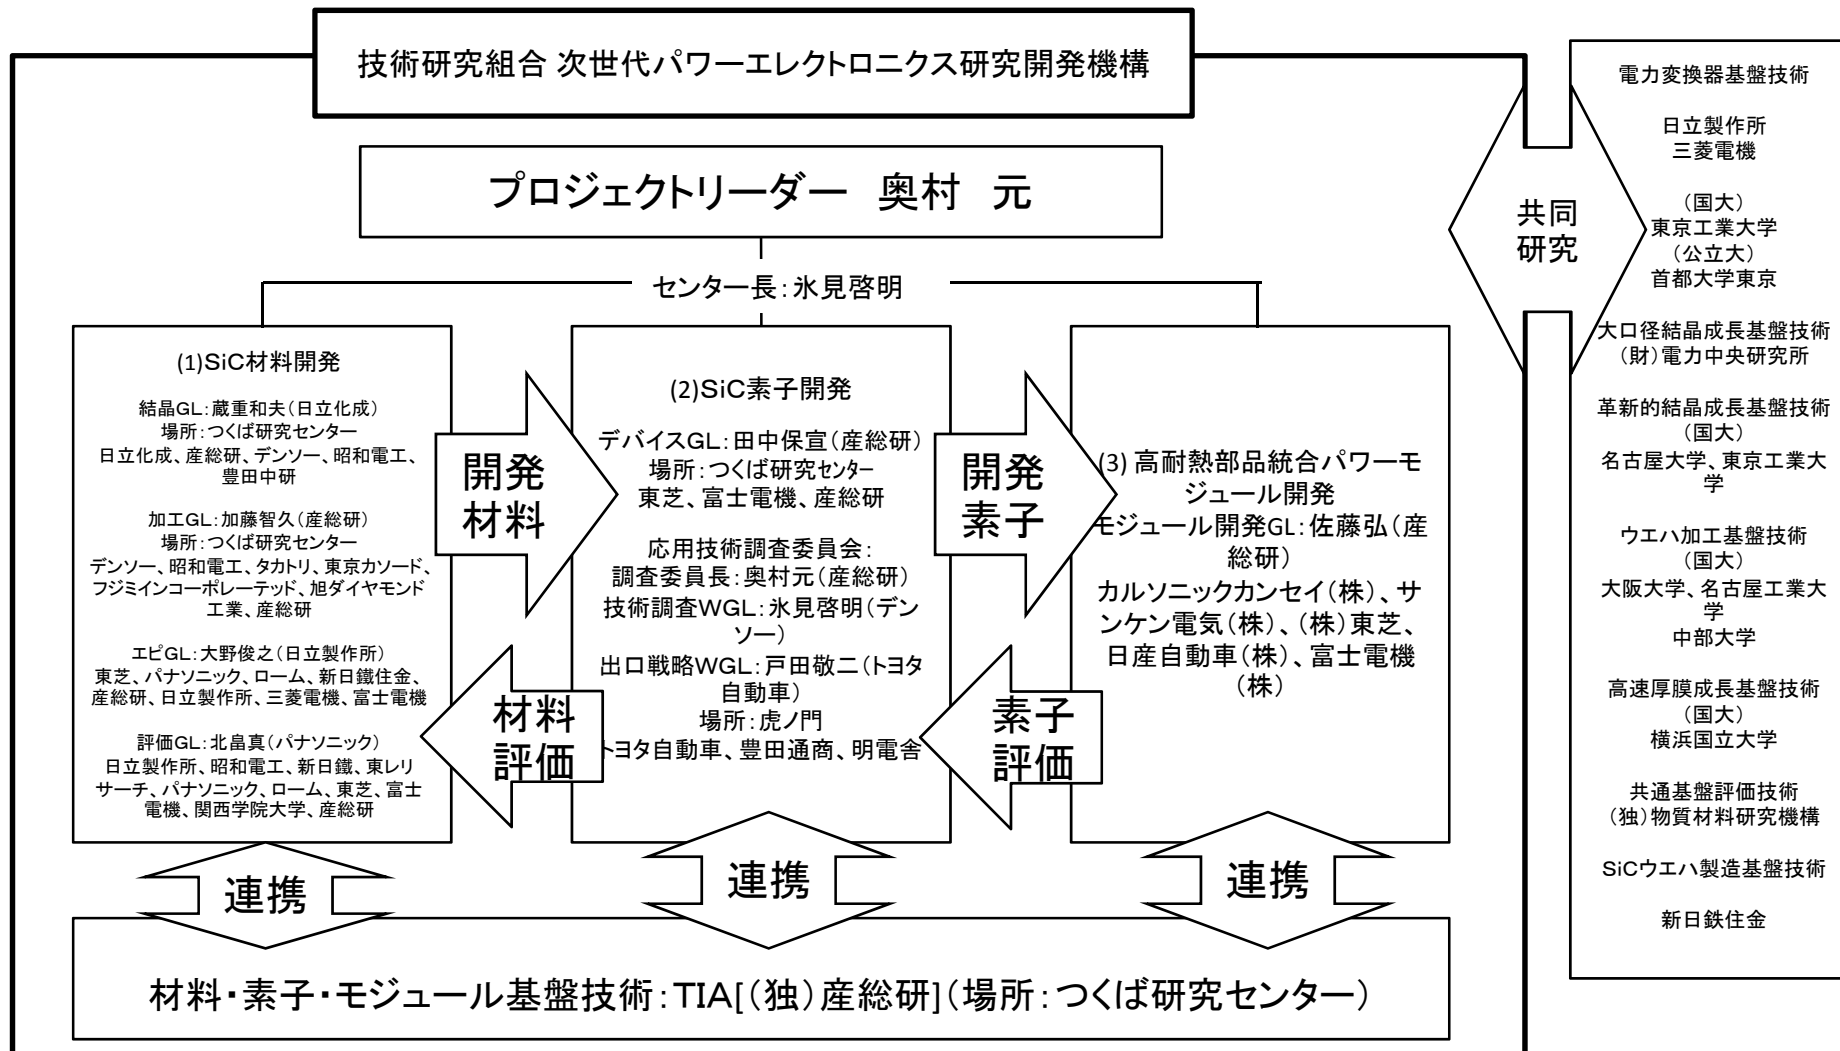 技術研究組合 次世代パワーエレクトロニクス研究開発機構
プロジェクトリーダー　奥村　元
センター長：氷見啓明
(1)SiC材料開発
結晶GL：蔵重和夫（日立化成）
場所：つくば研究センター
日立化成、産総研、デンソー、昭和電工、
豊田中研
加工GL：加藤智久（産総研）
場所：つくば研究センター
デンソー、昭和電工、タカトリ、東京カソード、
フジミインコーポレーテッド、旭ダイヤモンド
工業、産総研
エピGL：大野俊之（日立製作所）
東芝、パナソニック、ローム、新日鐵住金、
産総研、日立製作所、三菱電機、富士電機
評価GL：北畠真（パナソニック）
日立製作所、昭和電工、新日鐵、東レリ
サーチ、パナソニック、ローム、東芝、富士
電機、関西学院大学、産総研
開発
材料
材料
評価
(2)SiC素子開発
デバイスGL：田中保宣（産総研）
場所：つくば研究センター
東芝、富士電機、産総研
応用技術調査委員会：
調査委員長：奥村元（産総研）
技術調査WGL：氷見啓明（デン
ソー）
出口戦略WGL：戸田敬二（トヨタ
自動車）
場所：虎ノ門
トヨタ自動車、豊田通商、明電舎
開発
素子
素子
評価
(3) 高耐熱部品統合パワーモ
ジュール開発
モジュール開発GL：佐藤弘（産
総研）
カルソニックカンセイ（株）、サ
ンケン電気（株）、（株）東芝、
日産自動車（株）、富士電機
（株）
連携
連携
連携
材料・素子・モジュール基盤技術：TIA[（独）産総研]（場所：つくば研究センター）
共同
研究
電力変換器基盤技術
日立製作所
三菱電機
（国大）
東京工業大学
（公立大）
首都大学東京
大口径結晶成長基盤技術
（財）電力中央研究所
革新的結晶成長基盤技術
（国大）
名古屋大学、東京工業大
学
ウエハ加工基盤技術
（国大）
大阪大学、名古屋工業大
学
中部大学
高速厚膜成長基盤技術
（国大）
横浜国立大学
共通基盤評価技術
（独）物質材料研究機構
SiCウエハ製造基盤技術
新日鉄住金